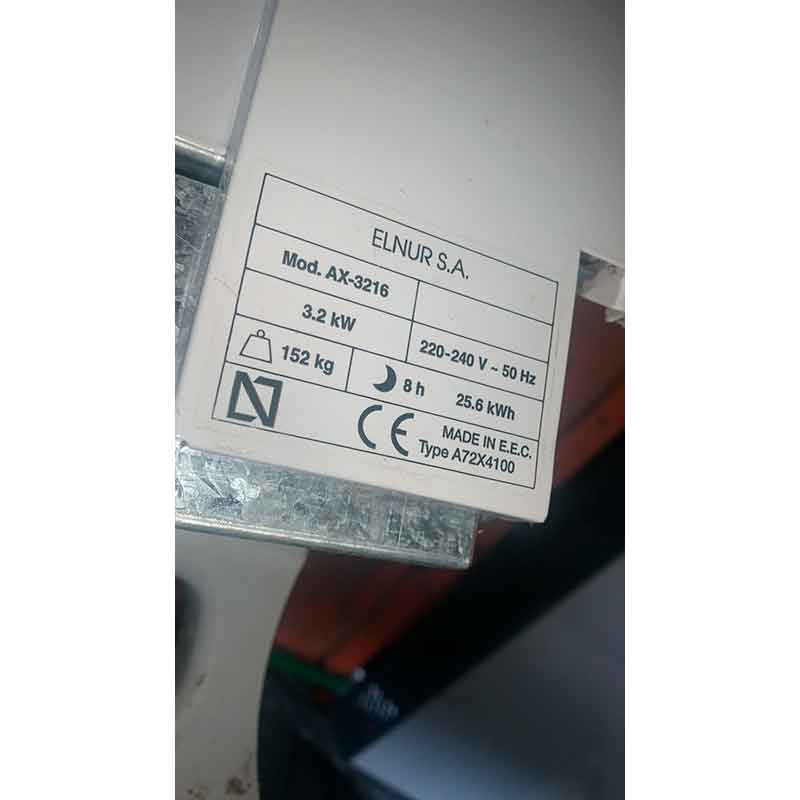 ELNUR S.A.
Mod. AX-3216
3.2 kW
220-240 V ~ 50 Hz
152 kg
8 h
25.6 kWh
CE
MADE IN E.E.C.
Type A72X4100